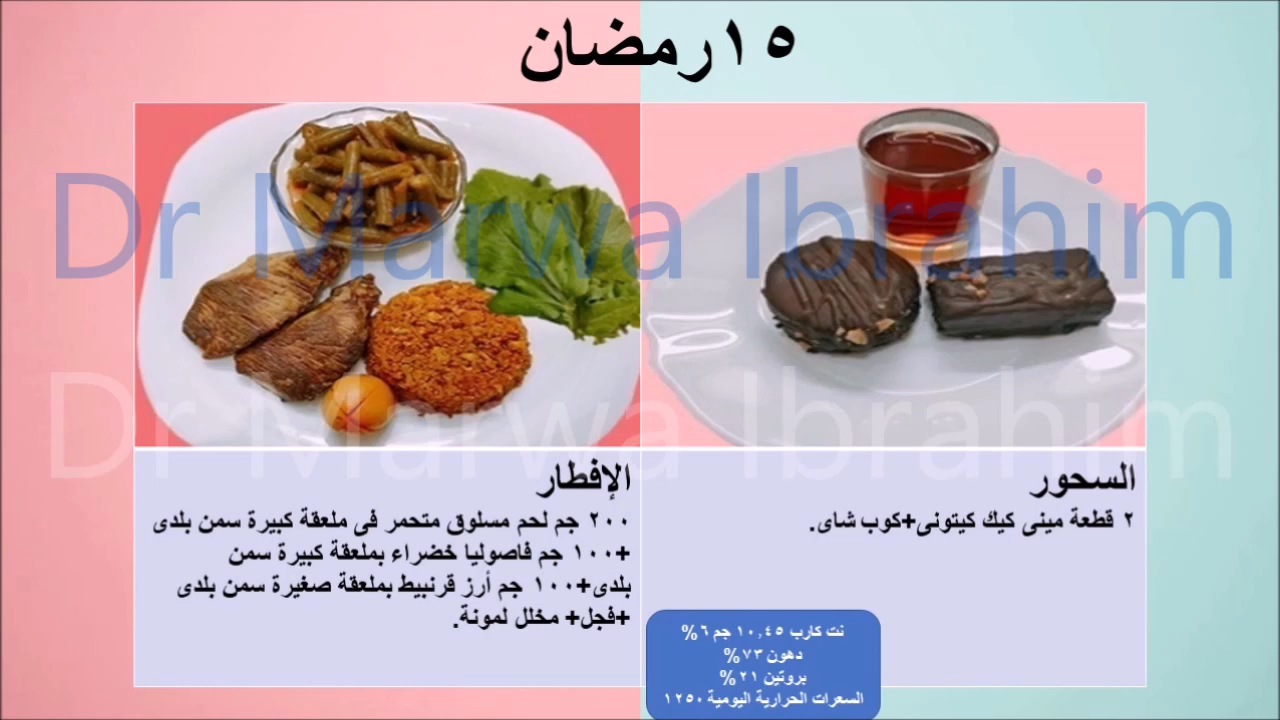 ١٥رمضان
Dr Marwa Ibrahim
Dr Marwa Ibrahim
السحور
٢ قطعة مينى كيك كيتونى+كوب شاى.
الإفطار
٢٠٠ جم لحم مسلوق متحمر فى ملعقة كبيرة سمن بلدى
+١٠٠ جم فاصوليا خضراء بملعقة كبيرة سمن
بلدى+١٠٠ جم أرز قرنبيط بملعقة صغيرة سمن بلدى
+فجل+ مخلل لمونة.
نت كارب ١٠,٤٥ جم ٦%
دهون ٧٣%
بروتين ٢١%
السعرات الحرارية اليومية ١٢٥٠